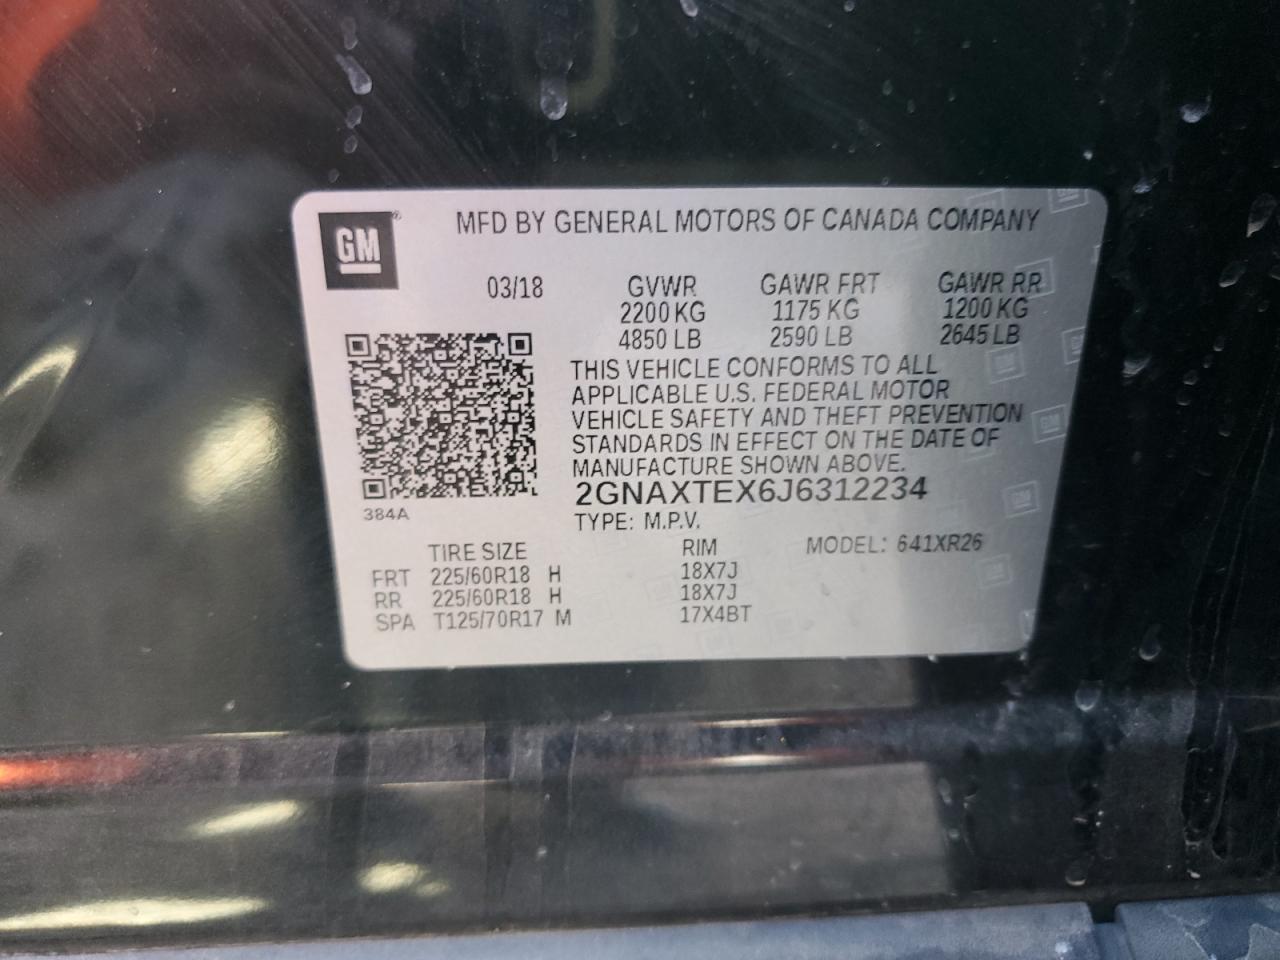 GM
MFD BY GENERAL MOTORS OF CANADA COMPANY
03/18 GVWR GAWR FRT GAWR RR
2200 KG 1175 KG 1200 KG
4850 LB 2590 LB 2645 LB
THIS VEHICLE CONFORMS TO ALL
APPLICABLE U.S. FEDERAL MOTOR
VEHICLE SAFETY AND THEFT PREVENTION
STANDARDS IN EFFECT ON THE DATE OF
MANUFACTURE SHOWN ABOVE.
2GNAXTEX6J6312234
384A
TYPE: M.P.V.
TIRE SIZE RIM MODEL: 641XR26
FRT 225/60R18 H 18X7J
RR 225/60R18 H 18X7J
SPA T125/70R17 M 17X4BT